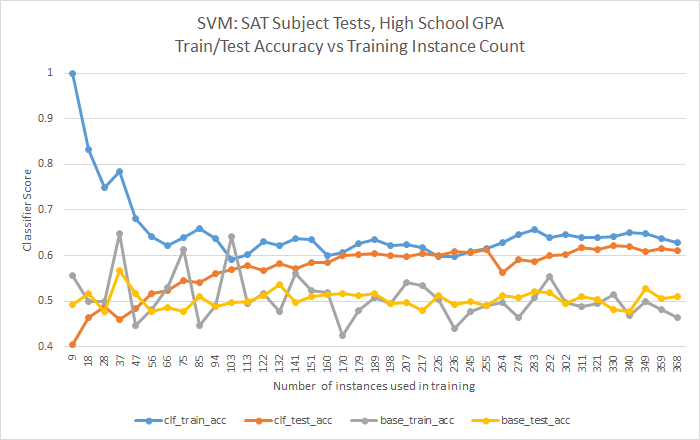 SVM: SAT Subject Tests, High School GPA
Train/Test Accuracy vs Training Instance Count
1
0.9
0.8
0.7
0.6
0.5
0.4
Classifier Score
9 18 28 37 47 56 66 75 85 94 103 113 122 132 141 151 160 170 179 189 198 207 217 226 236 245 255 264 274 283 292 302 311 321 330 340 349 359 368
Number of instances used in training
clf_train_acc clf_test_acc base_train_acc base_test_acc